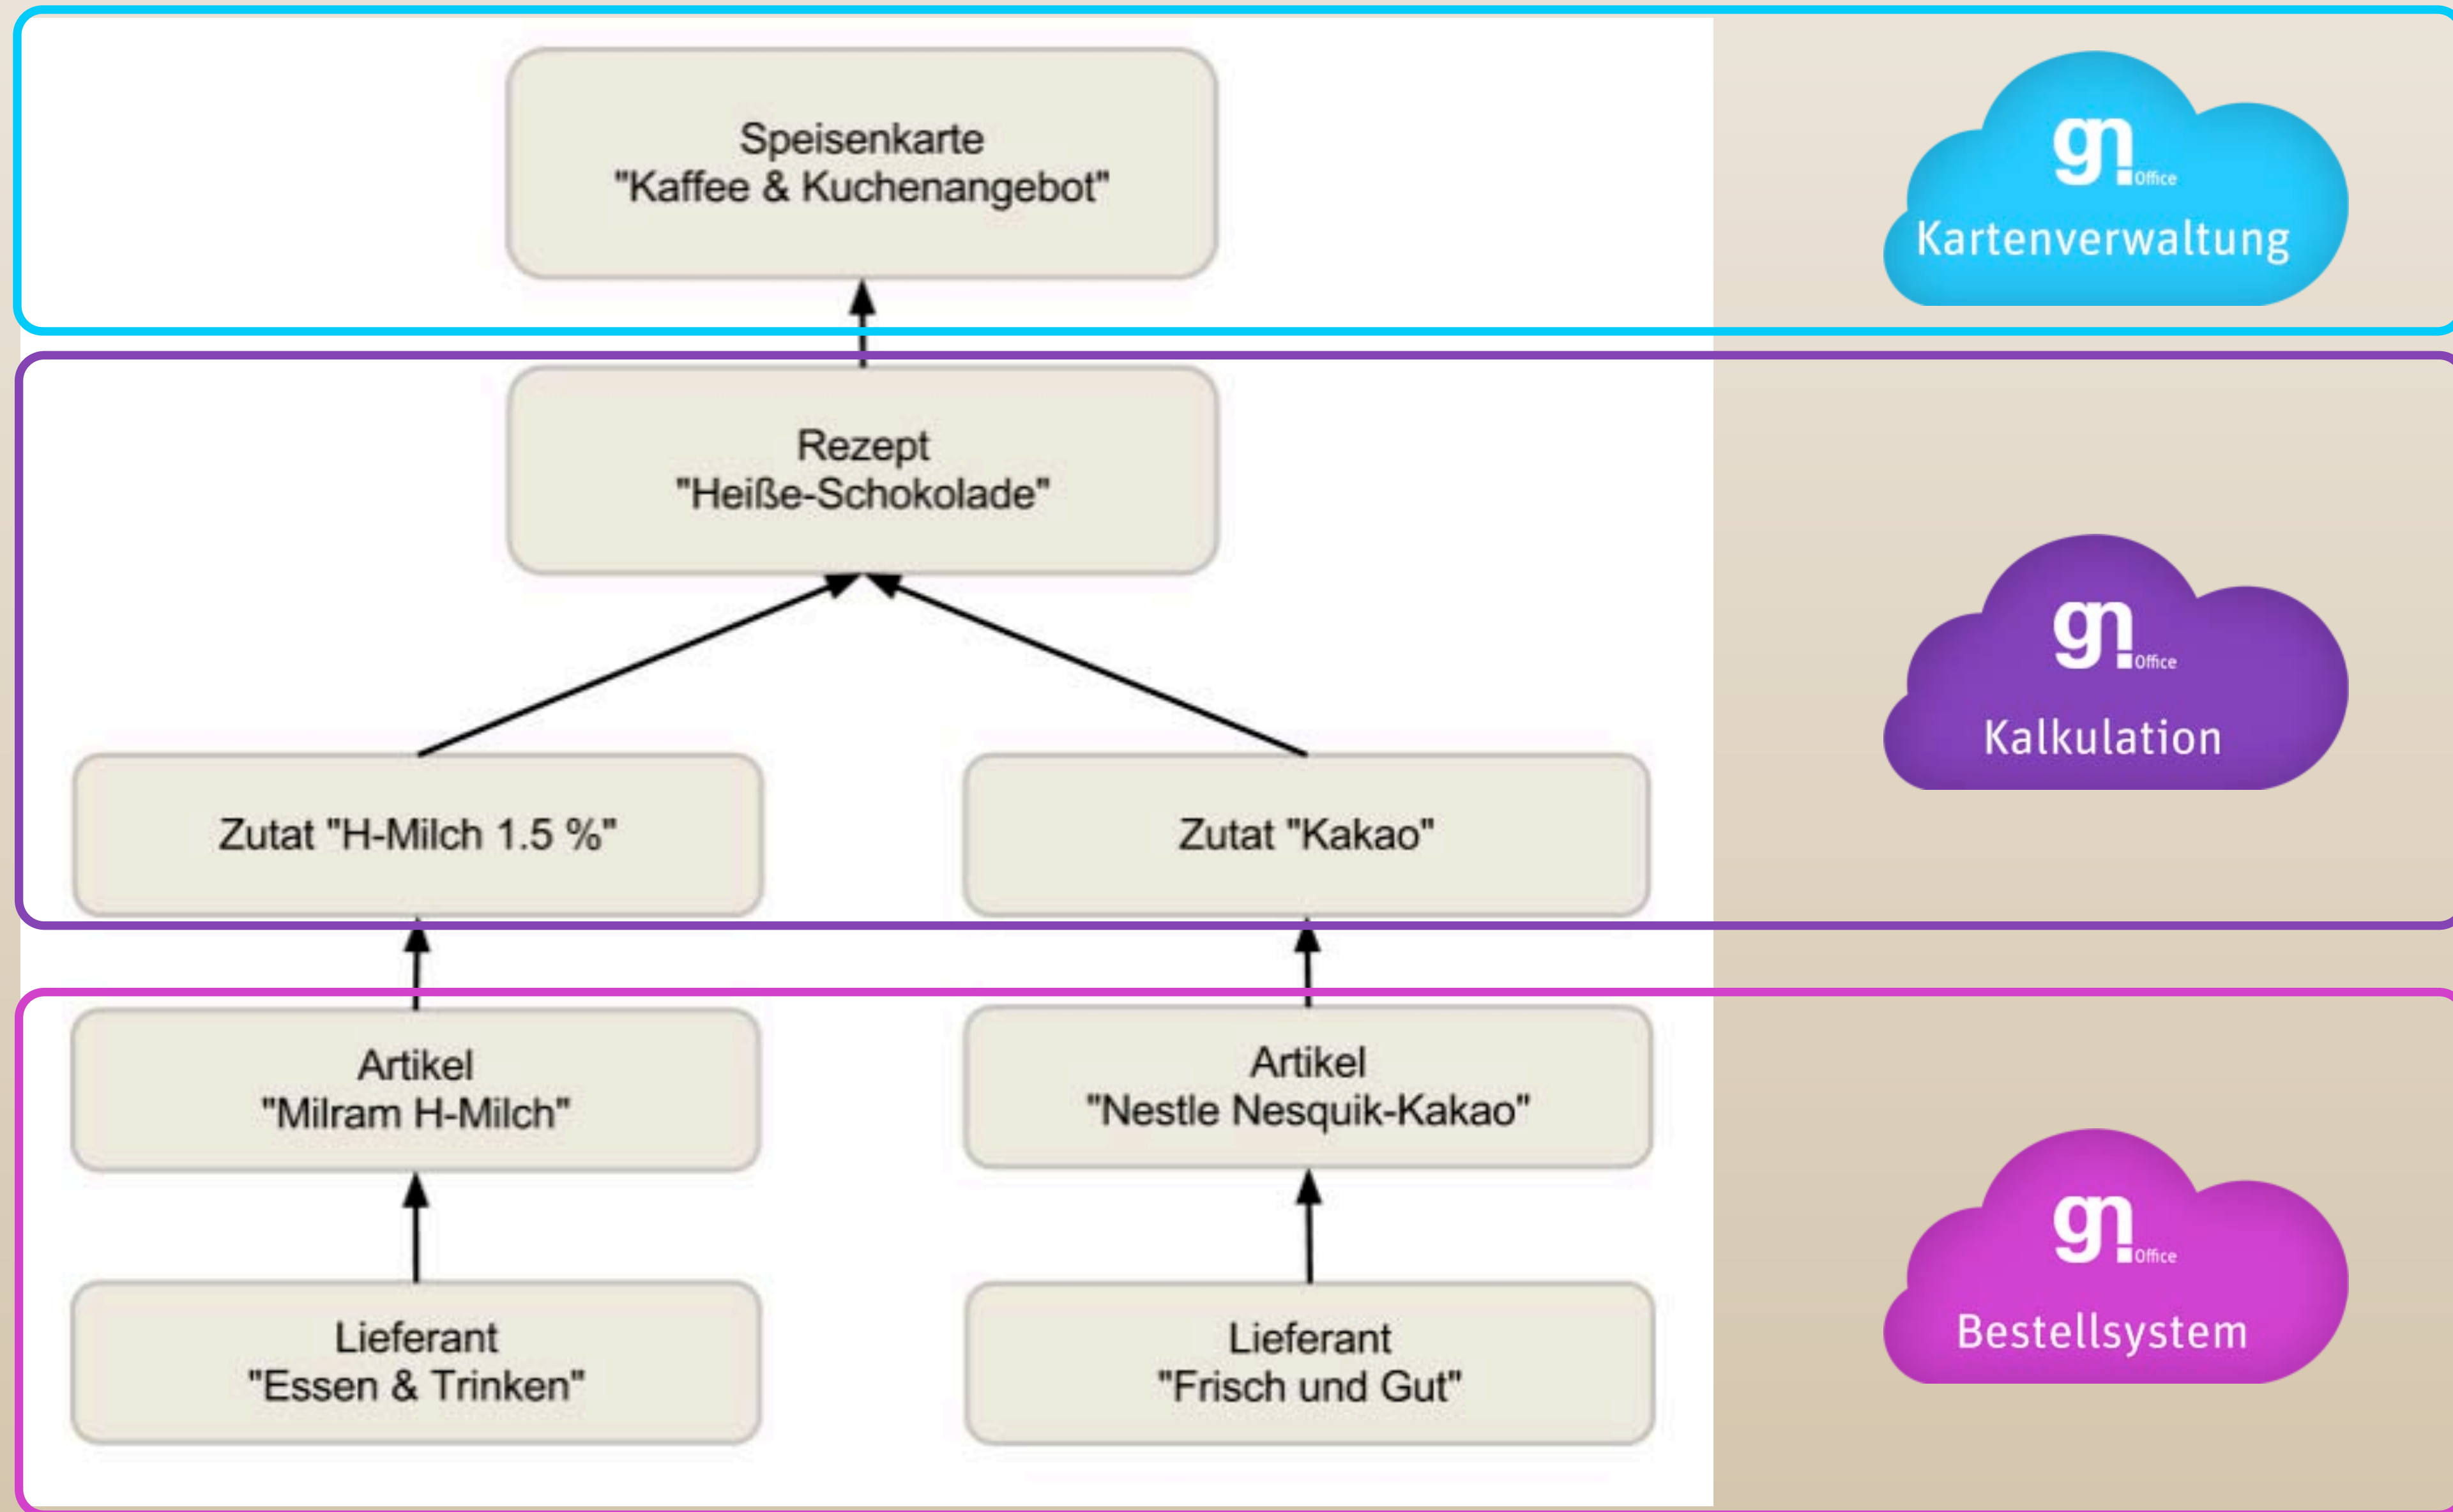 Speisenkarte
"Kaffee & Kuchenangebot"
gn! Office
Kartenverwaltung
Rezept
"Heiße-Schokolade"
gn! Office
Kalkulation
Zutat "H-Milch 1.5 %"
Zutat "Kakao"
Artikel
"Milram H-Milch"
Artikel
"Nestle Nesquik-Kakao"
gn! Office
Bestellsystem
Lieferant
"Essen & Trinken"
Lieferant
"Frisch und Gut"